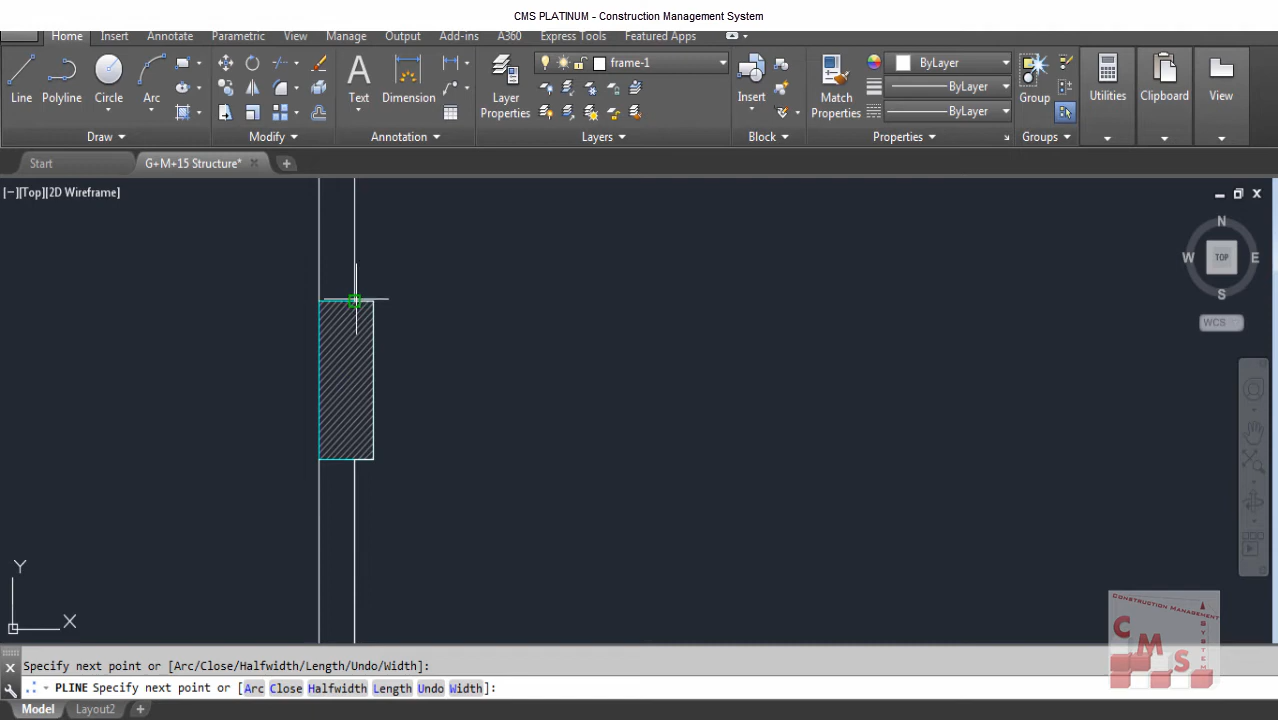 CMS PLATINUM - Construction Management System
Home Insert Annotate Parametric View Manage Output Add-ins A360 Express Tools Featured Apps
Line Polyline Circle Arc Text Dimension Layer Properties frame-1 Insert Match Properties ByLayer Group Utilities Clipboard View
ByLayer
ByLayer
Draw Modify Annotation Layers Block Properties Groups
Start G+M+15 Structure*
[−][Top][2D Wireframe]
N
W TOP E
S
WCS
Y
X
CONSTRUCTION MANAGEMENT
SYSTEM
C
M
S
Specify next point or [Arc/Close/Halfwidth/Length/Undo/Width]:
PLINE Specify next point or [Arc Close Halfwidth Length Undo Width]:
Model Layout2